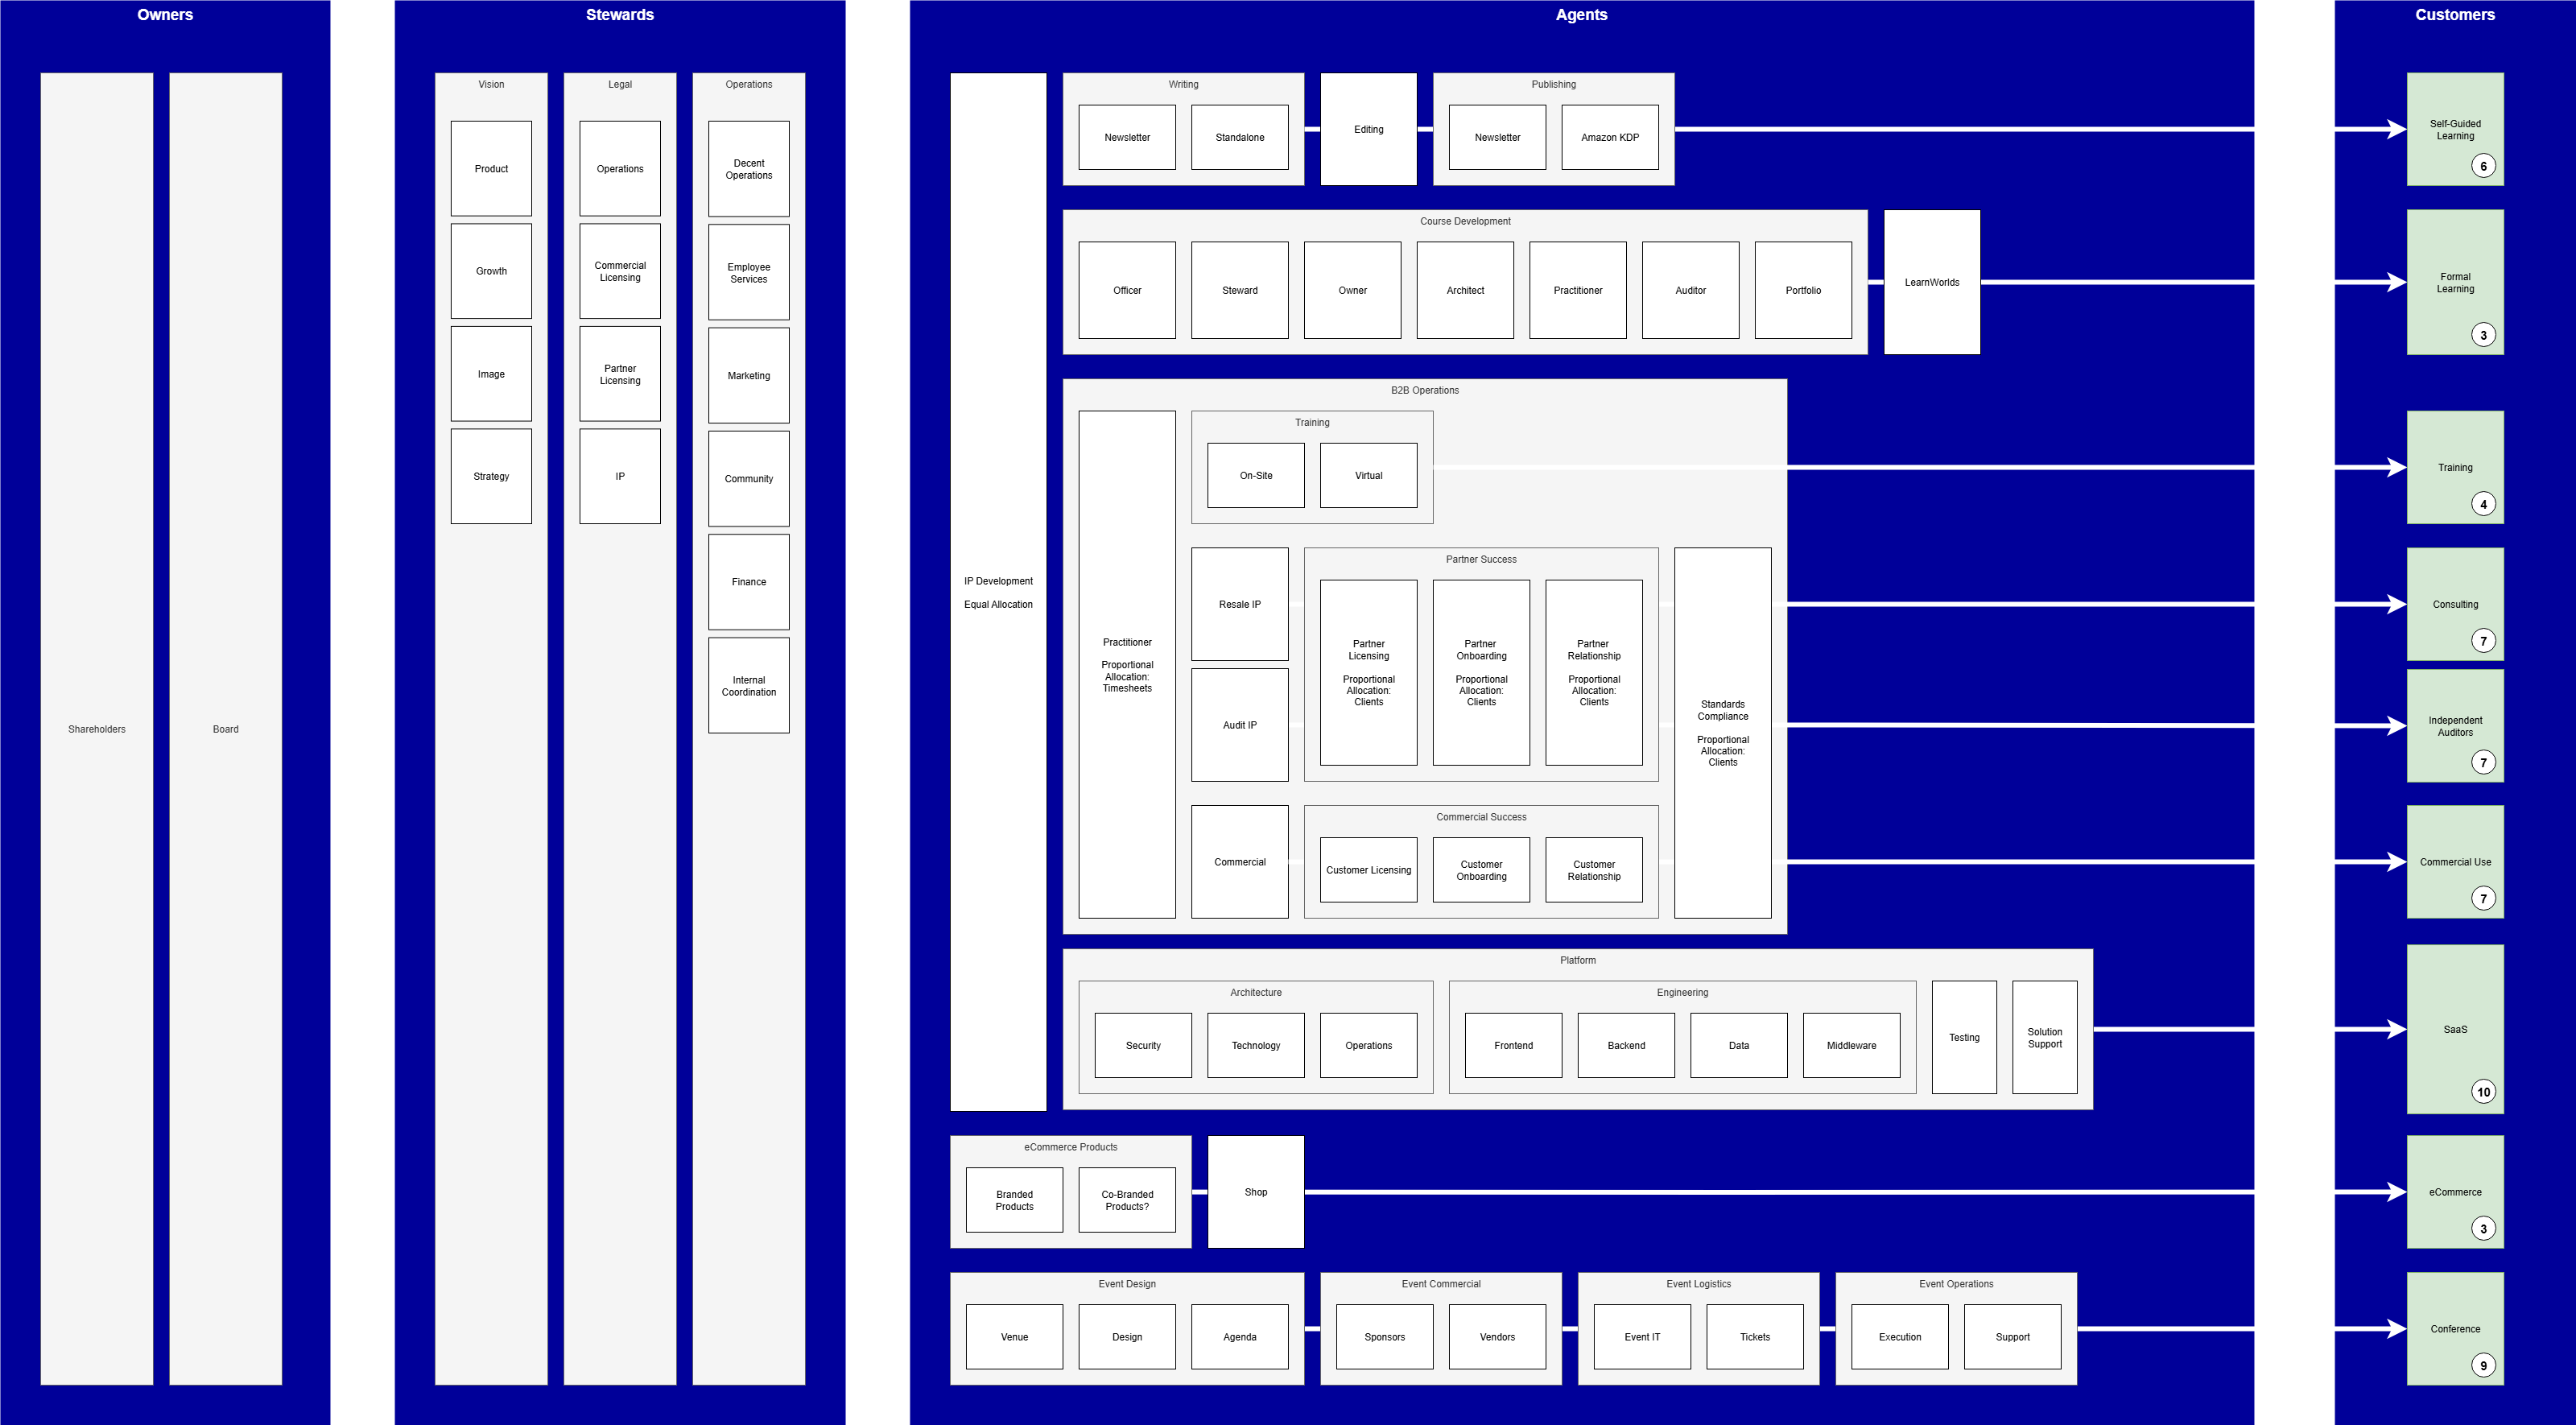 Owners
Shareholders
Board
Stewards
Vision
Product
Growth
Image
Strategy
Legal
Operations
Commercial
Licensing
Partner
Licensing
IP
Operations
Decent
Operations
Employee
Services
Marketing
Community
Finance
Internal
Coordination
Agents
IP Development
Equal Allocation
Writing
Newsletter
Standalone
Editing
Publishing
Newsletter
Amazon KDP
Course Development
Officer
Steward
Owner
Architect
Practitioner
Auditor
Portfolio
LearnWorlds
B2B Operations
Practitioner
Proportional
Allocation:
Timesheets
Training
On-Site
Virtual
Resale IP
Audit IP
Partner Success
Partner
Licensing
Proportional
Allocation:
Clients
Partner
Onboarding
Proportional
Allocation:
Clients
Partner
Relationship
Proportional
Allocation:
Clients
Commercial
Commercial Success
Customer Licensing
Customer
Onboarding
Customer
Relationship
Standards
Compliance
Proportional
Allocation:
Clients
Platform
Architecture
Security
Technology
Operations
Engineering
Frontend
Backend
Data
Middleware
Testing
Solution
Support
eCommerce Products
Branded
Products
Co-Branded
Products?
Shop
Event Design
Venue
Design
Agenda
Event Commercial
Sponsors
Vendors
Event Logistics
Event IT
Tickets
Event Operations
Execution
Support
Customers
Self-Guided
Learning
6
Formal
Learning
3
Training
4
Consulting
7
Independent
Auditors
7
Commercial Use
7
SaaS
10
eCommerce
3
Conference
9